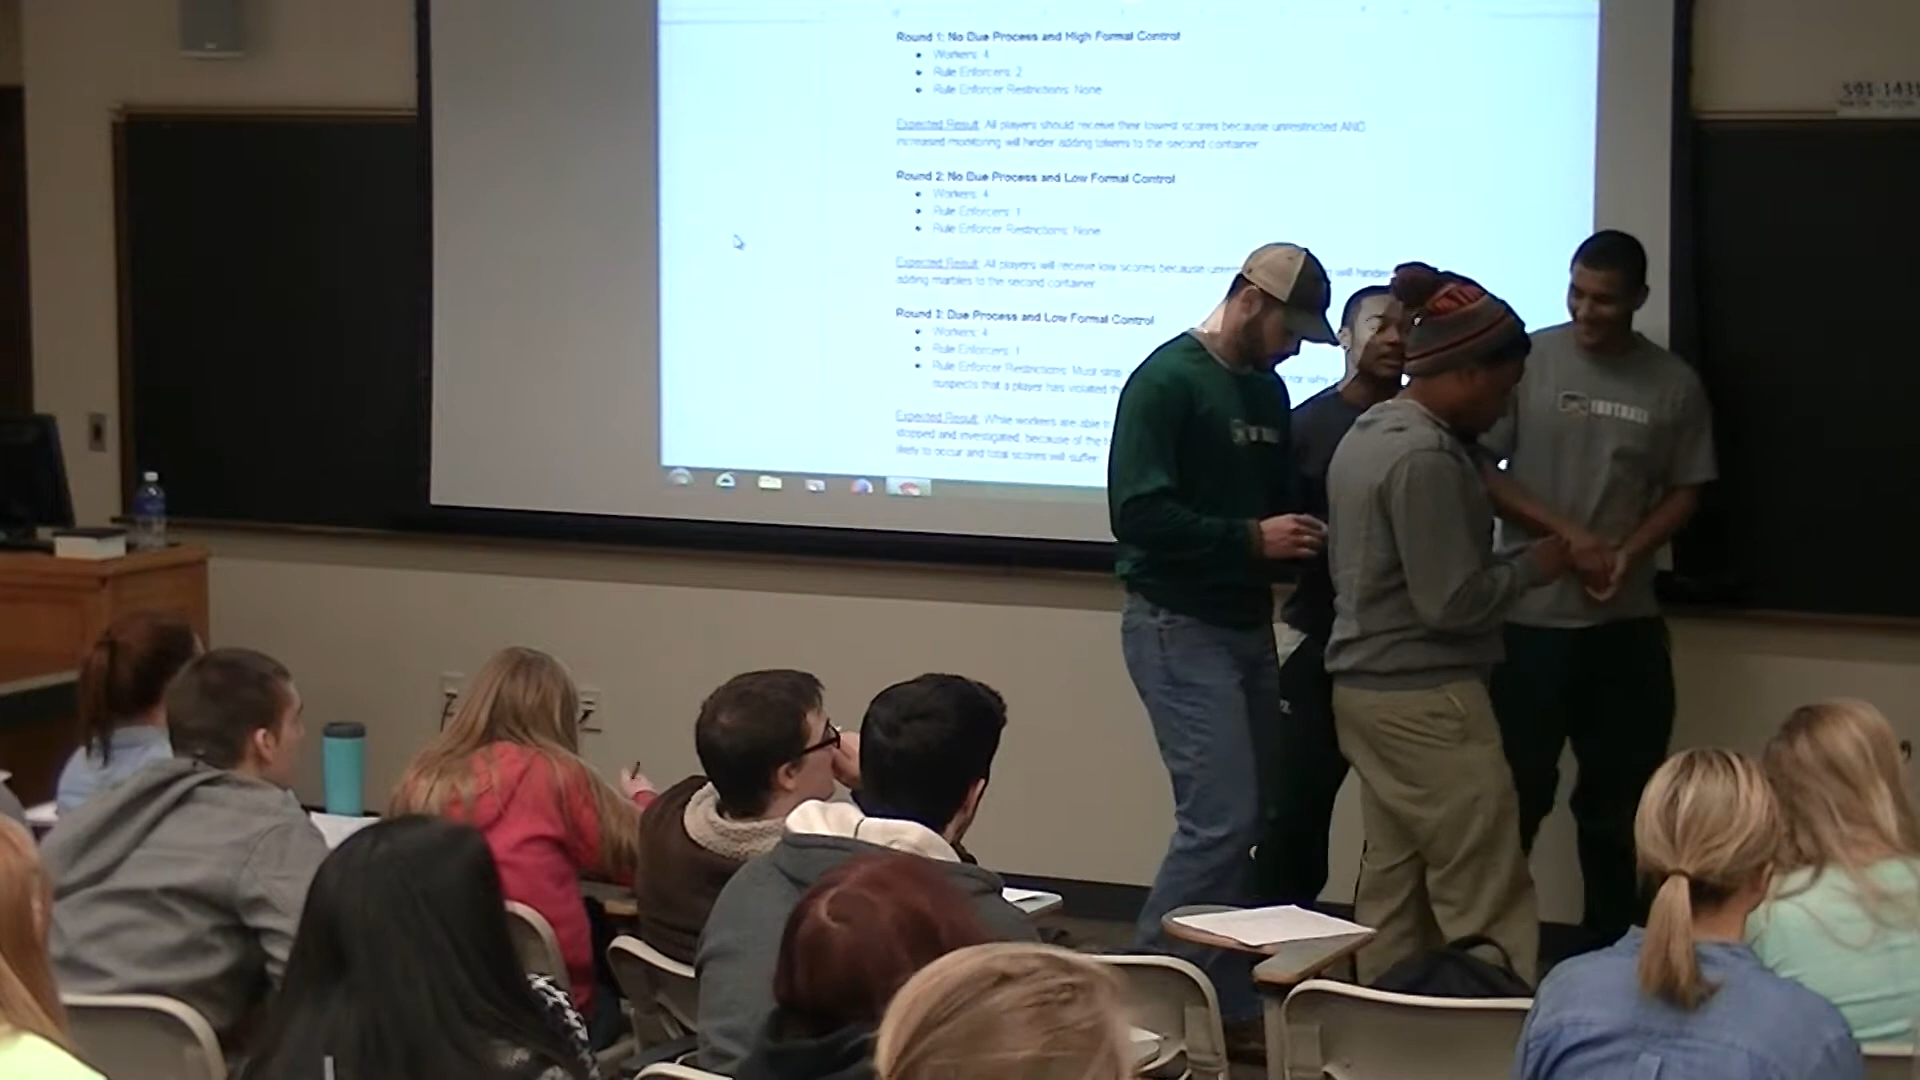 Round 1: No Due Process and High Formal Control
Workers: 4
Rule Enforcers: 2
Rule Enforcer Restrictions: None
Expected Result: All players should receive their lowest scores because unrestricted AND
increased monitoring will hinder adding tokens to the second container
Round 2: No Due Process and Low Formal Control
Workers: 4
Rule Enforcers: 1
Rule Enforcer Restrictions: None
Expected Result: All players will receive low scores because will hinder
adding marbles to the second container
Round 3: Due Process and Low Formal Control
Workers: 4
Rule Enforcers: 1
Rule Enforcer Restrictions: Must stop for why
suspects that a player has violated
Expected Result: While workers are able
stopped and investigated, because of the
likely to occur and total scores will suffer.